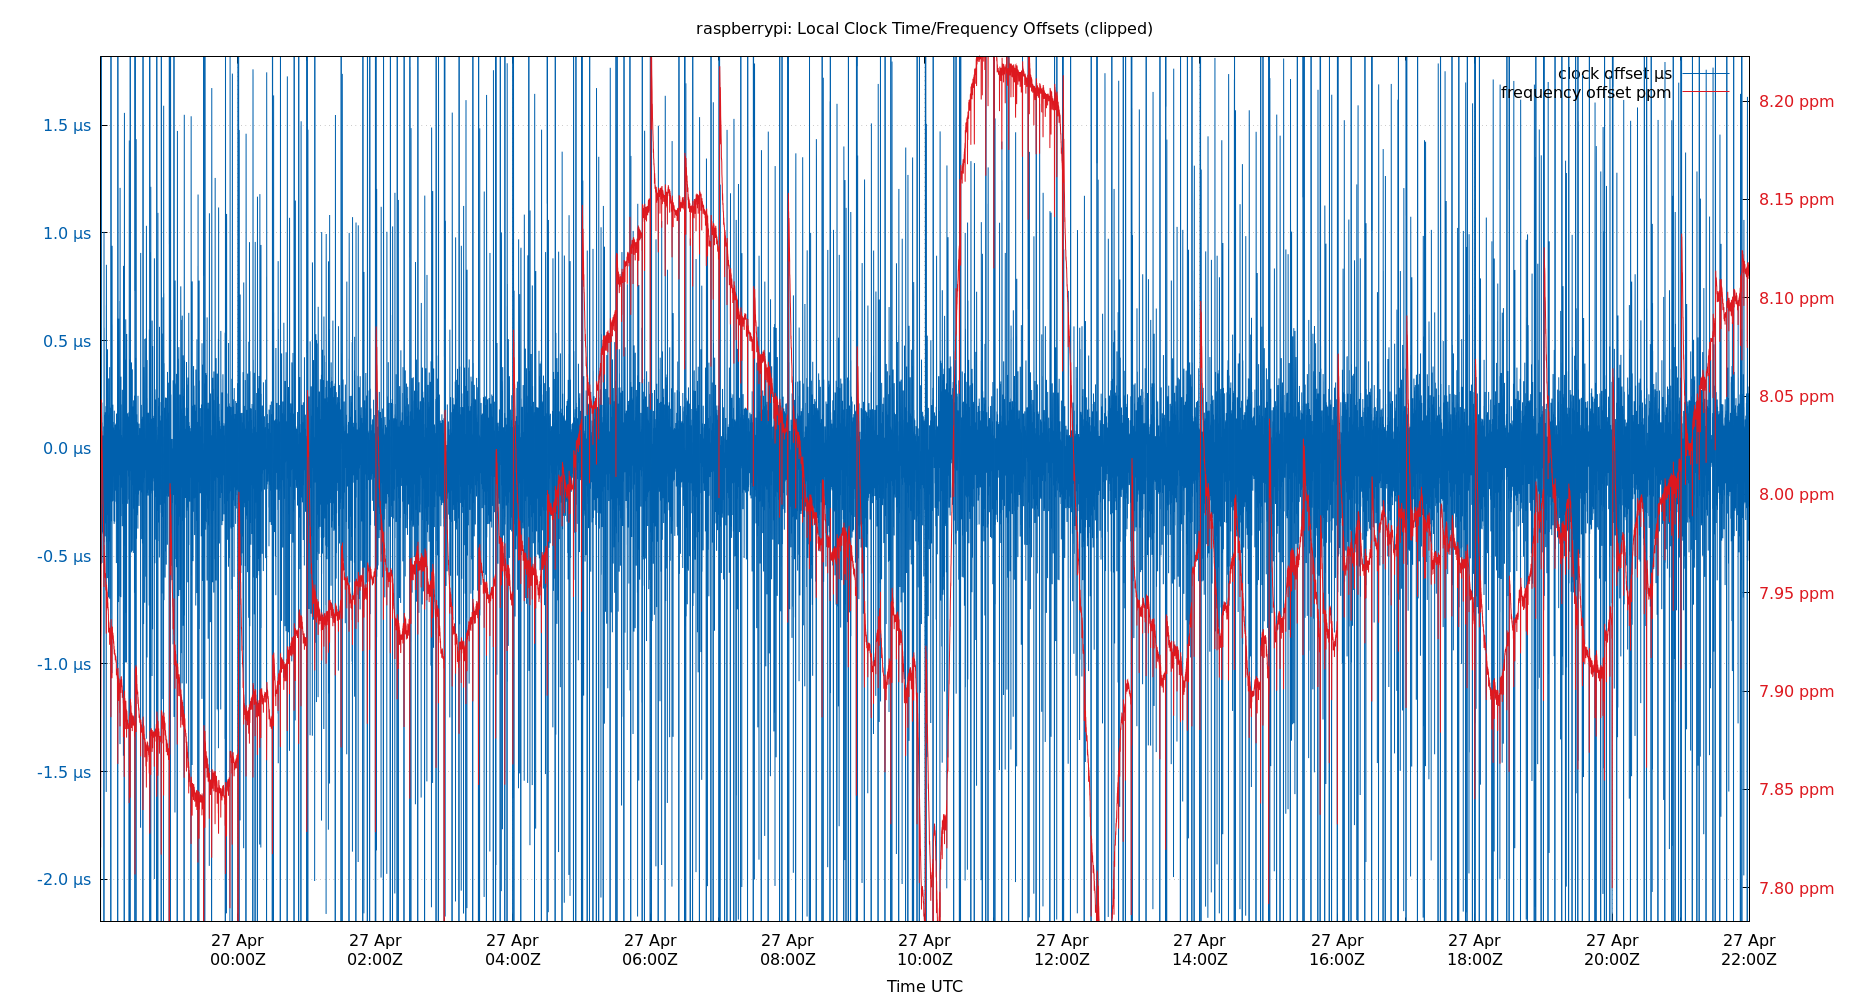 raspberrypi: Local Clock Time/Frequency Offsets (clipped)
clock offset µs
frequency offset ppm
1.5 µs
1.0 µs
0.5 µs
0.0 µs
-0.5 µs
-1.0 µs
-1.5 µs
-2.0 µs
8.20 ppm
8.15 ppm
8.10 ppm
8.05 ppm
8.00 ppm
7.95 ppm
7.90 ppm
7.85 ppm
7.80 ppm
27 Apr 27 Apr 27 Apr 27 Apr 27 Apr 27 Apr 27 Apr 27 Apr 27 Apr 27 Apr 27 Apr 27 Apr
00:00Z 02:00Z 04:00Z 06:00Z 08:00Z 10:00Z 12:00Z 14:00Z 16:00Z 18:00Z 20:00Z 22:00Z
Time UTC